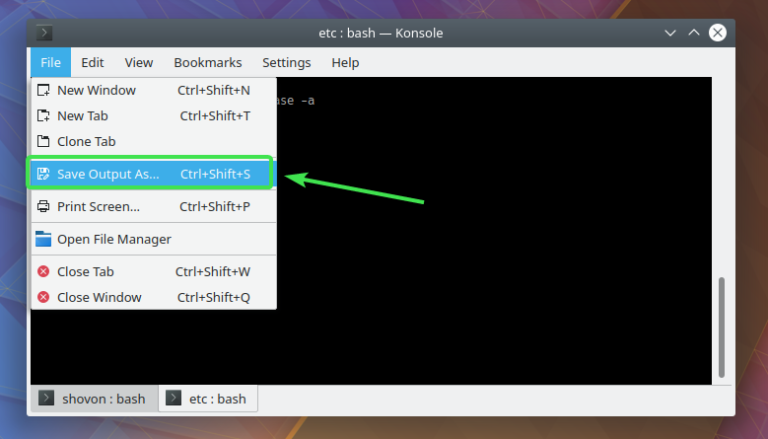 etc : bash — Konsole
File Edit View Bookmarks Settings Help
New Window Ctrl+Shift+N
-a
New Tab Ctrl+Shift+T
Clone Tab
Save Output As... Ctrl+Shift+S
Print Screen... Ctrl+Shift+P
Open File Manager
Close Tab Ctrl+Shift+W
Close Window Ctrl+Shift+Q
shovon : bash etc : bash